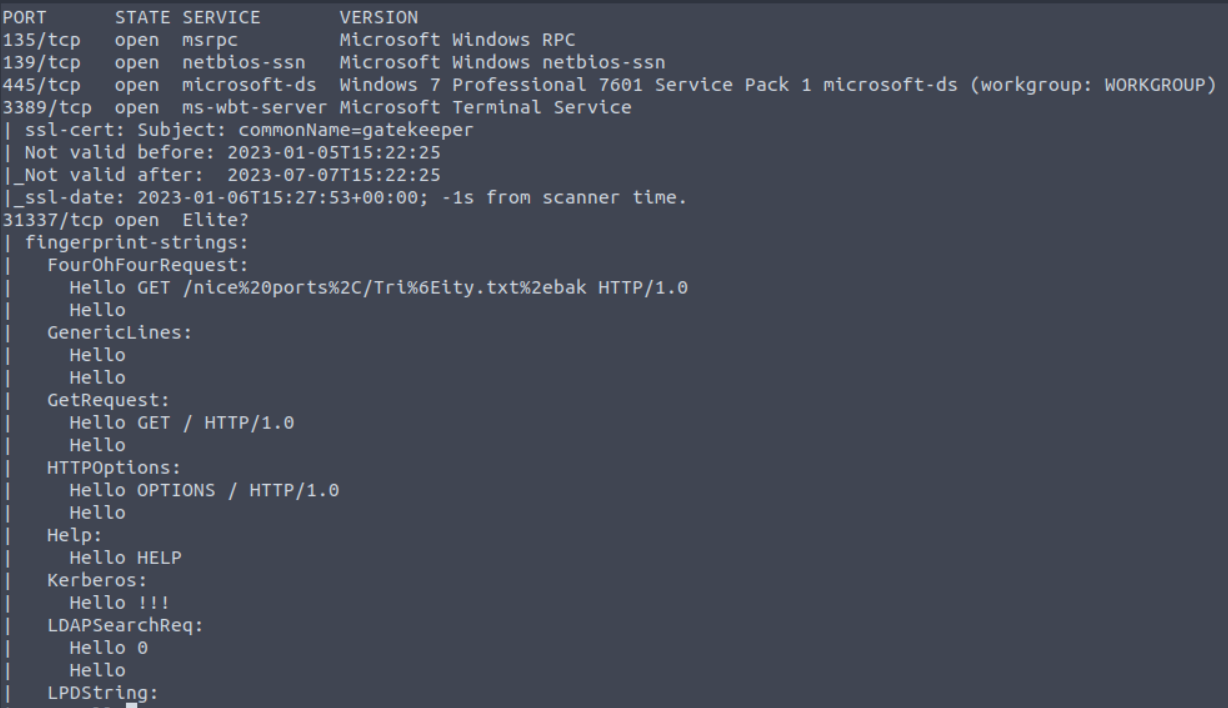 PORT      STATE SERVICE       VERSION
135/tcp   open  msrpc         Microsoft Windows RPC
139/tcp   open  netbios-ssn   Microsoft Windows netbios-ssn
445/tcp   open  microsoft-ds  Windows 7 Professional 7601 Service Pack 1 microsoft-ds (workgroup: WORKGROUP)
3389/tcp  open  ms-wbt-server Microsoft Terminal Service
| ssl-cert: Subject: commonName=gatekeeper
| Not valid before: 2023-01-05T15:22:25
|_Not valid after:  2023-07-07T15:22:25
|_ssl-date: 2023-01-06T15:27:53+00:00; -1s from scanner time.
31337/tcp open  Elite?
| fingerprint-strings:
|   FourOhFourRequest:
|     Hello GET /nice%20ports%2C/Tri%6Eity.txt%2ebak HTTP/1.0
|     Hello
|   GenericLines:
|     Hello
|     Hello
|   GetRequest:
|     Hello GET / HTTP/1.0
|     Hello
|   HTTPOptions:
|     Hello OPTIONS / HTTP/1.0
|     Hello
|   Help:
|     Hello HELP
|   Kerberos:
|     Hello !!!
|   LDAPSearchReq:
|     Hello 0
|     Hello
|   LPDString: